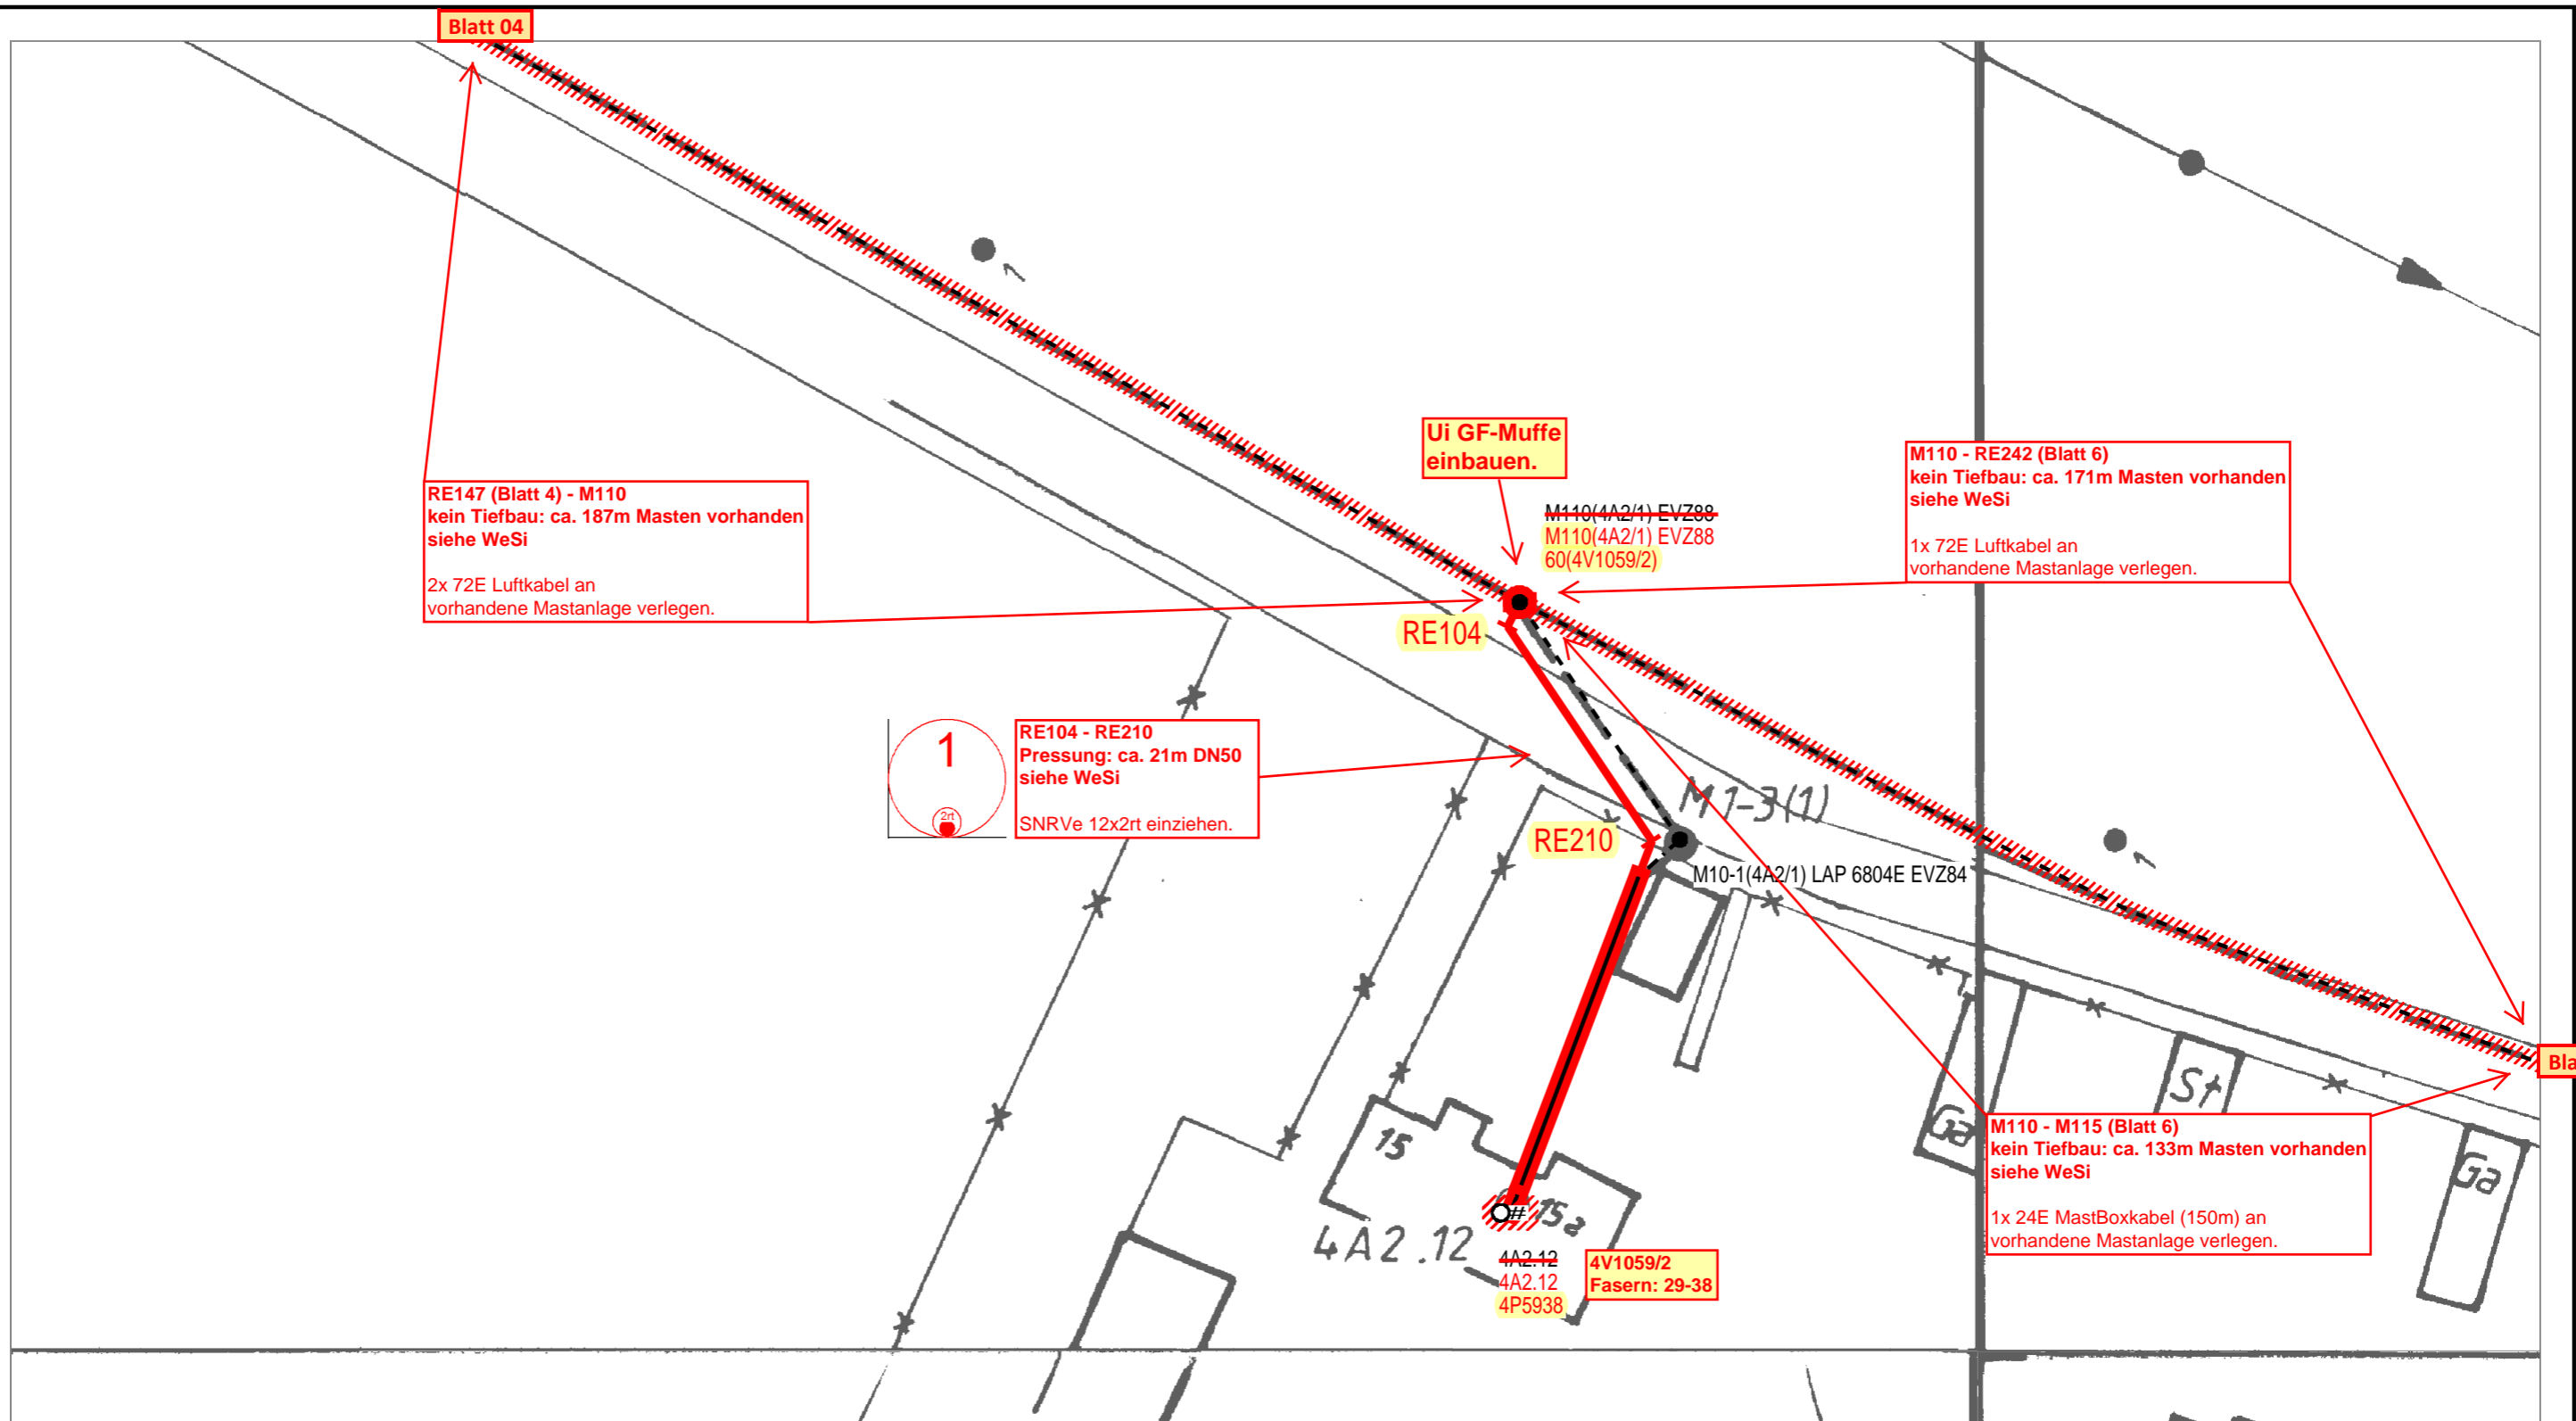 Blatt 04
Ui GF-Muffe
einbauen.
M110(4A2/1) EVZ88
M110(4A2/1) EVZ88
60(4V1059/2)
M110 - RE242 (Blatt 6)
kein Tiefbau: ca. 171m Masten vorhanden
siehe WeSi
1x 72E Luftkabel an
vorhandene Mastanlage verlegen.
RE147 (Blatt 4) - M110
kein Tiefbau: ca. 187m Masten vorhanden
siehe WeSi
2x 72E Luftkabel an
vorhandene Mastanlage verlegen.
RE104
1
2rt
RE104 - RE210
Pressung: ca. 21m DN50
siehe WeSi
SNRVe 12x2rt einziehen.
M1-3(1)
RE210
M10-1(4A2/1) LAP 6804E EVZ84
Bla
St
Ga
Ga
M110 - M115 (Blatt 6)
kein Tiefbau: ca. 133m Masten vorhanden
siehe WeSi
1x 24E MastBoxkabel (150m) an
vorhandene Mastanlage verlegen.
15
#
15a
4A2.12
4A2.12
4A2.12
4P5938
4V1059/2
Fasern: 29-38